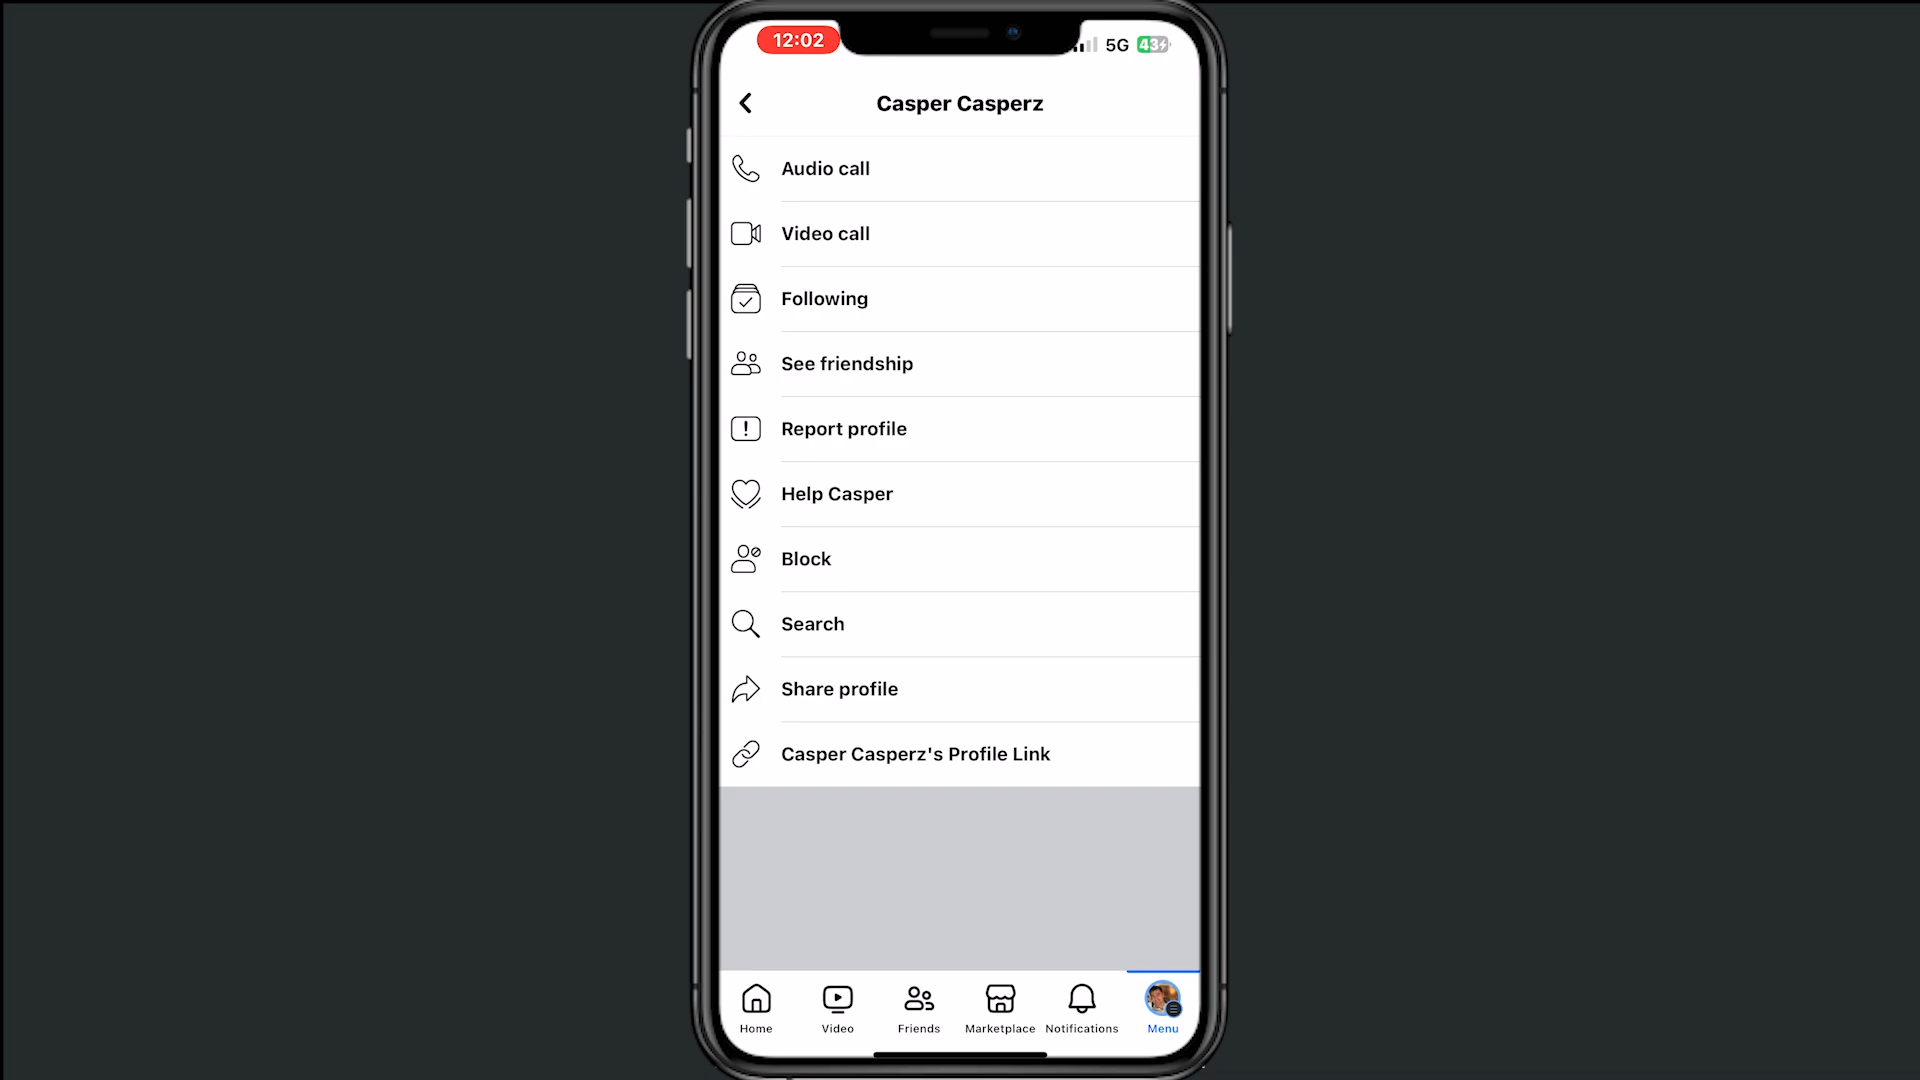 12:02
5G 43
Casper Casperz
Audio call
Video call
Following
See friendship
Report profile
Help Casper
Block
Search
Share profile
Casper Casperz's Profile Link
Home Video Friends Marketplace Notifications Menu